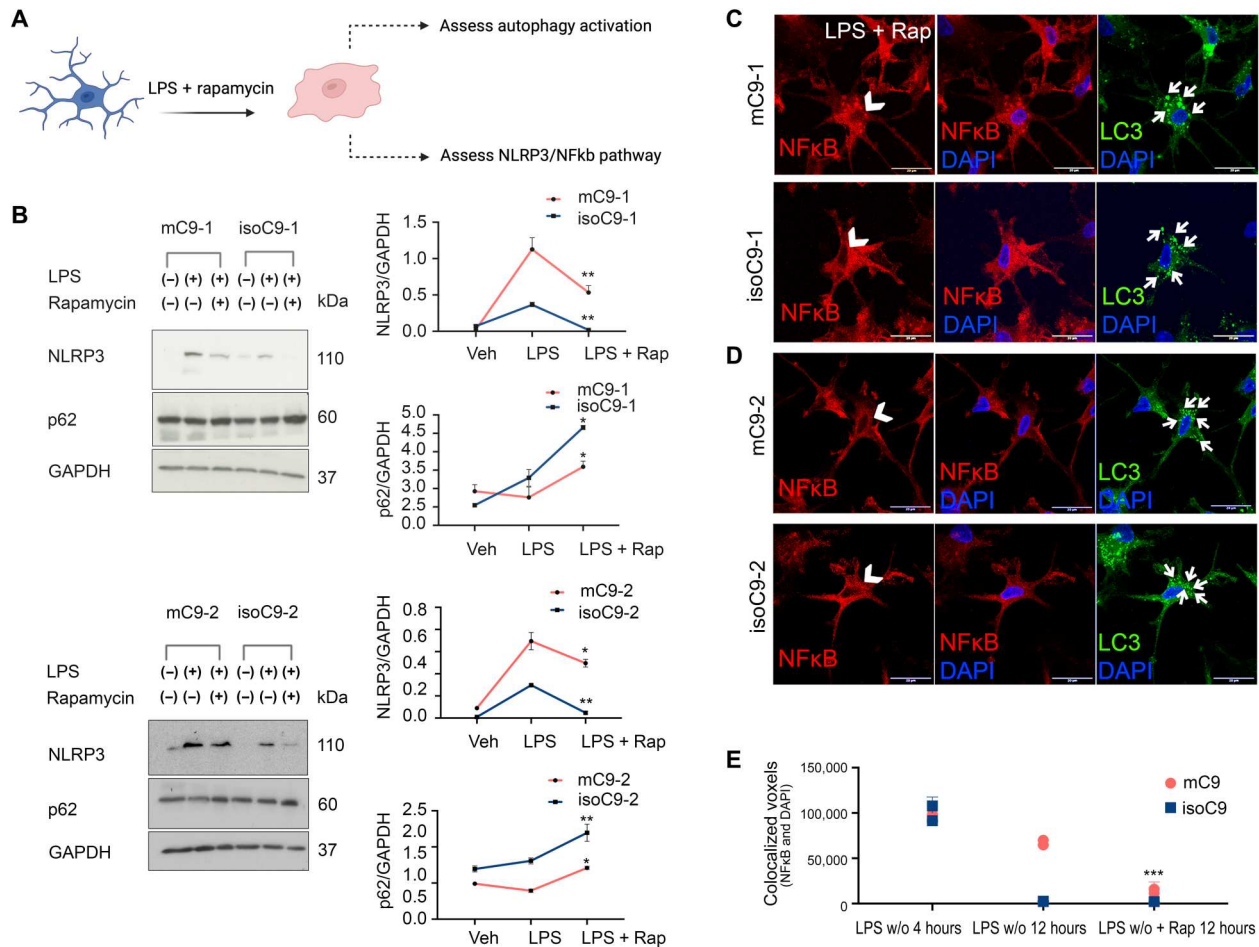 A
LPS + rapamycin
Assess autophagy activation
Assess NLRP3/NFkb pathway
B
mC9-1 isoC9-1
LPS (−) (+) (+) (−) (+) (+)
Rapamycin (−) (−) (+) (−) (−) (+) kDa
NLRP3 110
p62 60
GAPDH 37
mC9-1
isoC9-1
NLRP3/GAPDH
1.5
1.0
0.5
0.0
**
**
Veh LPS LPS + Rap
mC9-1
isoC9-1
p62/GAPDH
5.0
4.0
3.5
2.5
2.0
1.0
0.0
*
*
Veh LPS LPS + Rap
mC9-2 isoC9-2
LPS (−) (+) (+) (−) (+) (+)
Rapamycin (−) (−) (+) (−) (−) (+) kDa
NLRP3 110
p62 60
GAPDH 37
mC9-2
isoC9-2
NLRP3/GAPDH
0.8
0.6
0.4
0.2
0.0
*
**
Veh LPS LPS + Rap
mC9-2
isoC9-2
p62/GAPDH
2.5
2.0
1.5
1.0
0.5
0.0
**
*
Veh LPS LPS + Rap
C
mC9-1
LPS + Rap
NFκB
NFκB
DAPI
LC3
DAPI
isoC9-1
NFκB
NFκB
DAPI
LC3
DAPI
D
mC9-2
NFκB
NFκB
DAPI
LC3
DAPI
isoC9-2
NFκB
NFκB
DAPI
LC3
DAPI
E
Colocalized voxels
(NFκB and DAPI)
150,000
100,000
50,000
0
mC9
isoC9
***
LPS w/o 4 hours LPS w/o 12 hours LPS w/o + Rap 12 hours